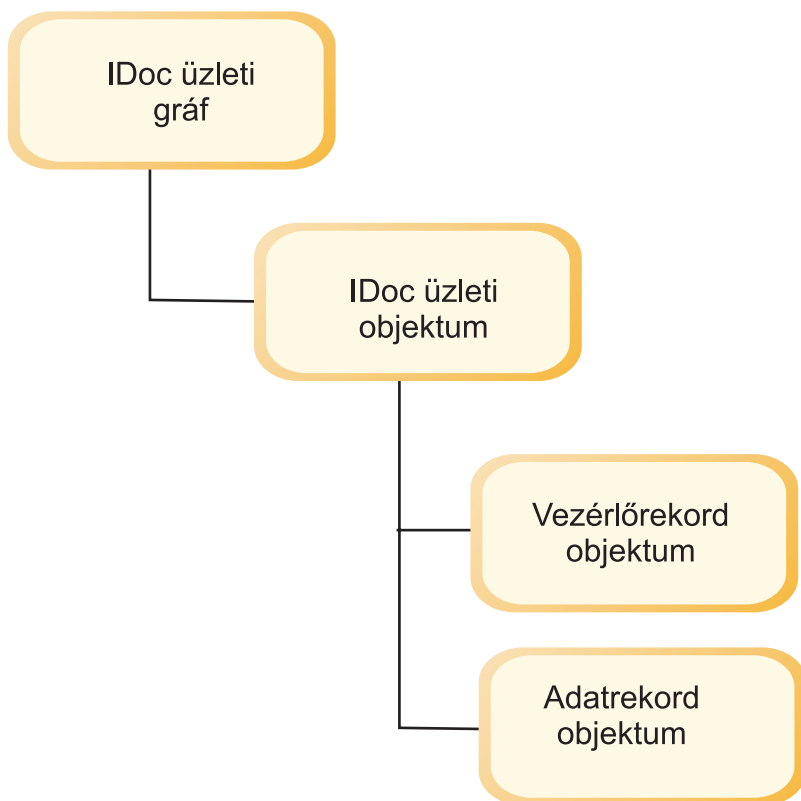 IDoc üzleti
gráf
IDoc üzleti
objektum
Vezérlőrekord
objektum
Adatrekord
objektum